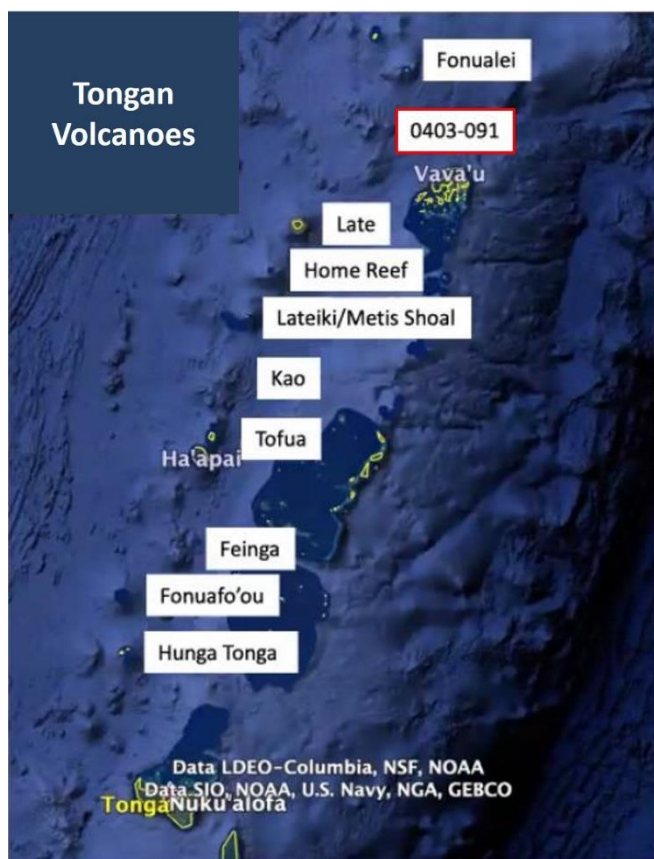 Tongan
Volcanoes
Fonualei
0403-091
Vava'u
Late
Home Reef
Lateiki/Metis Shoal
Kao
Tofua
Ha'apai
Feinga
Fonuafo'ou
Hunga Tonga
Data LDEO-Columbia, NSF, NOAA
Data SIO, NOAA, U.S. Navy, NGA, GEBCO
Tonga
Nuku'alofa